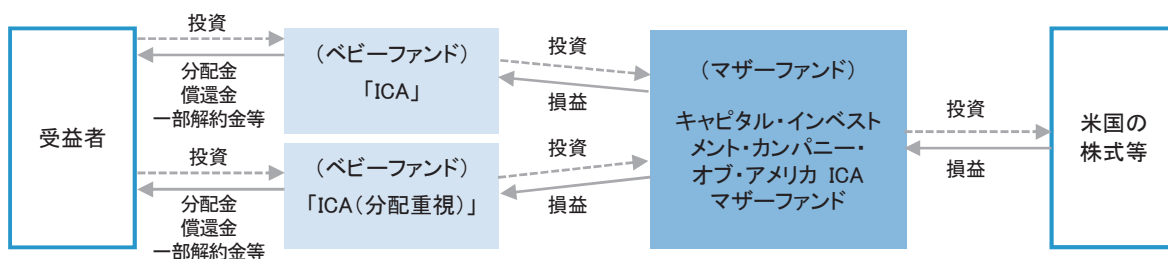 受益者
投資
分配金
償還金
一部解約金等
投資
分配金
償還金
一部解約金等
（ベビーファンド）
「ICA」
（ベビーファンド）
「ICA（分配重視）」
投資
損益
投資
損益
（マザーファンド）
キャピタル・インベスト
メント・カンパニー・
オブ・アメリカ ICA
マザーファンド
投資
損益
米国の
株式等